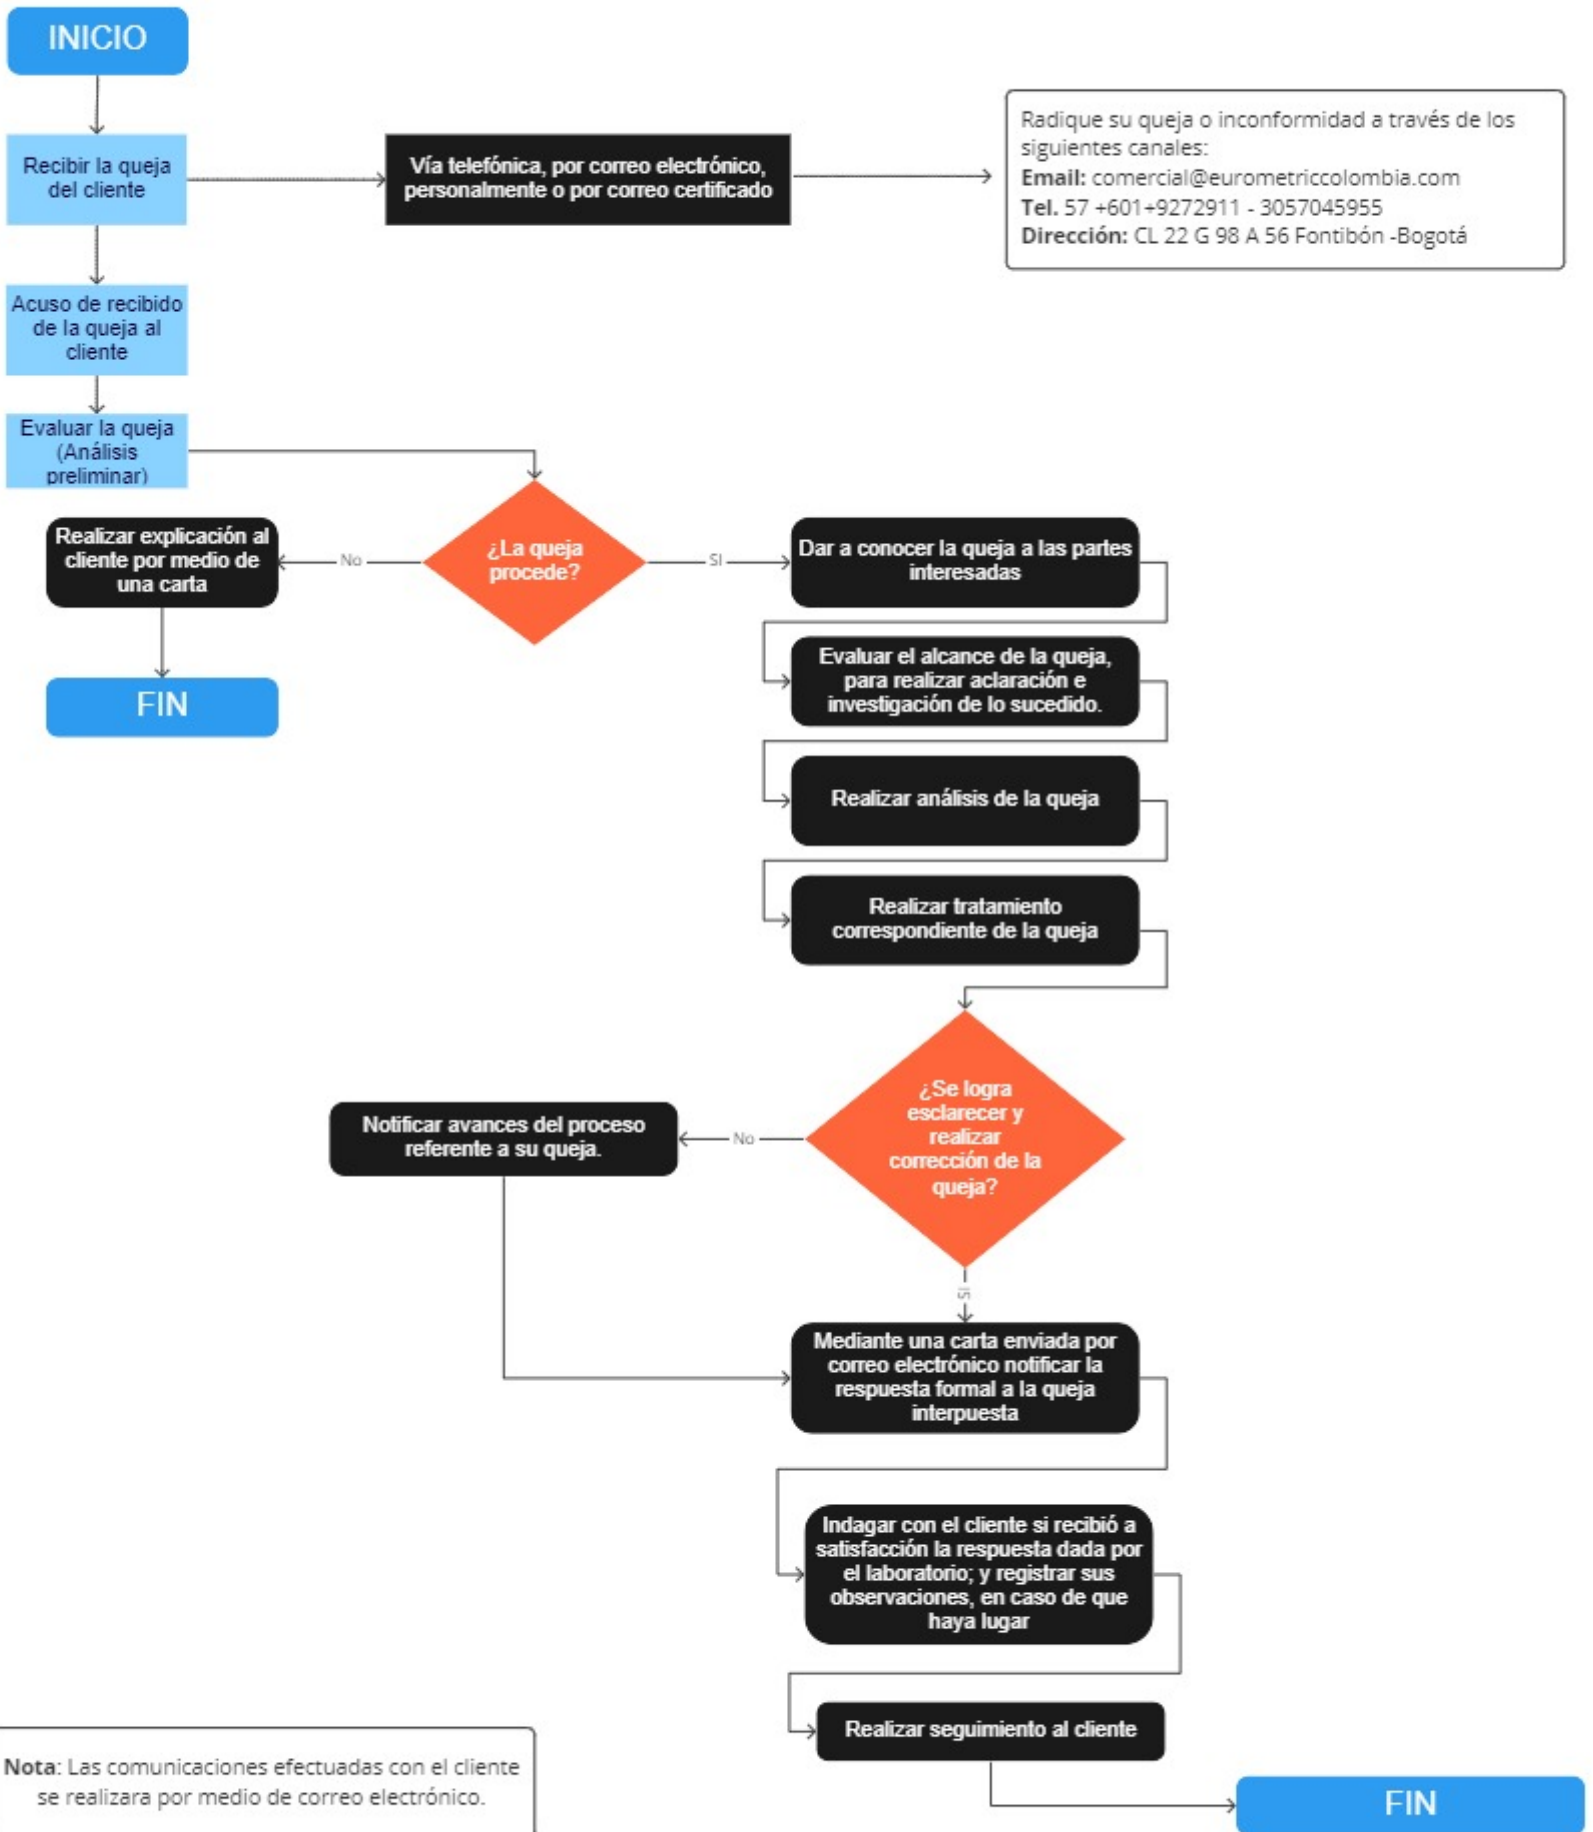 INICIO
Recibir la queja
del cliente
Vía telefónica, por correo electrónico,
personalmente o por correo certificado
Radique su queja o inconformidad a través de los
siguientes canales:
Email: comercial@eurometriccolombia.com
Tel. 57 +601+9272911 - 3057045955
Dirección: CL 22 G 98 A 56 Fontibón -Bogotá
Acuso de recibido
de la queja al
cliente
Evaluar la queja
(Análisis
preliminar)
¿La queja
procede?
No
Realizar explicación al
cliente por medio de
una carta
FIN
SI
Dar a conocer la queja a las partes
interesadas
Evaluar el alcance de la queja,
para realizar aclaración e
investigación de lo sucedido.
Realizar análisis de la queja
Realizar tratamiento
correspondiente de la queja
¿Se logra
esclarecer y
realizar
corrección de la
queja?
No
Notificar avances del proceso
referente a su queja.
SI
Mediante una carta enviada por
correo electrónico notificar la
respuesta formal a la queja
interpuesta
Indagar con el cliente si recibió a
satisfacción la respuesta dada por
el laboratorio; y registrar sus
observaciones, en caso de que
haya lugar
Realizar seguimiento al cliente
FIN
Nota: Las comunicaciones efectuadas con el cliente
se realizara por medio de correo electrónico.